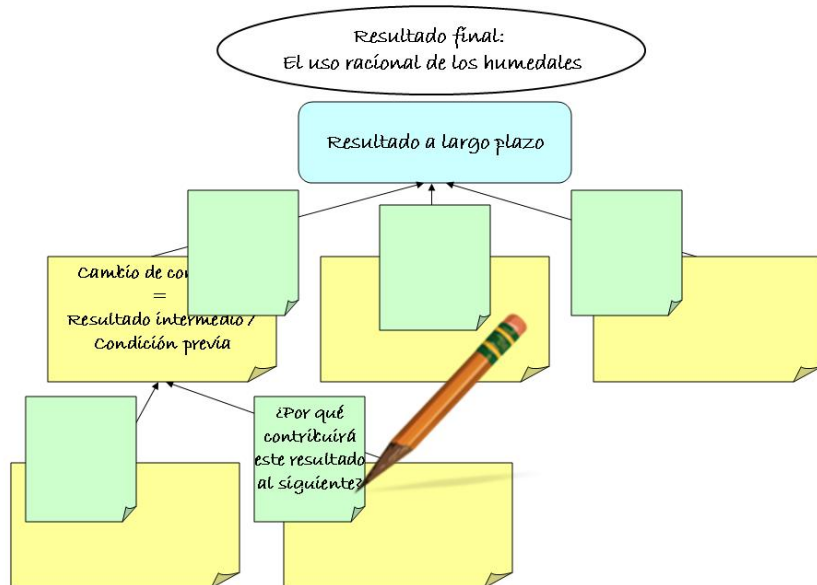 Resultado final:
El uso racional de los humedales
Resultado a largo plazo
Cambio de
=
Resultado intermedio /
Condición previa
¿Por qué
contribuirá
este resultado
al siguiente?